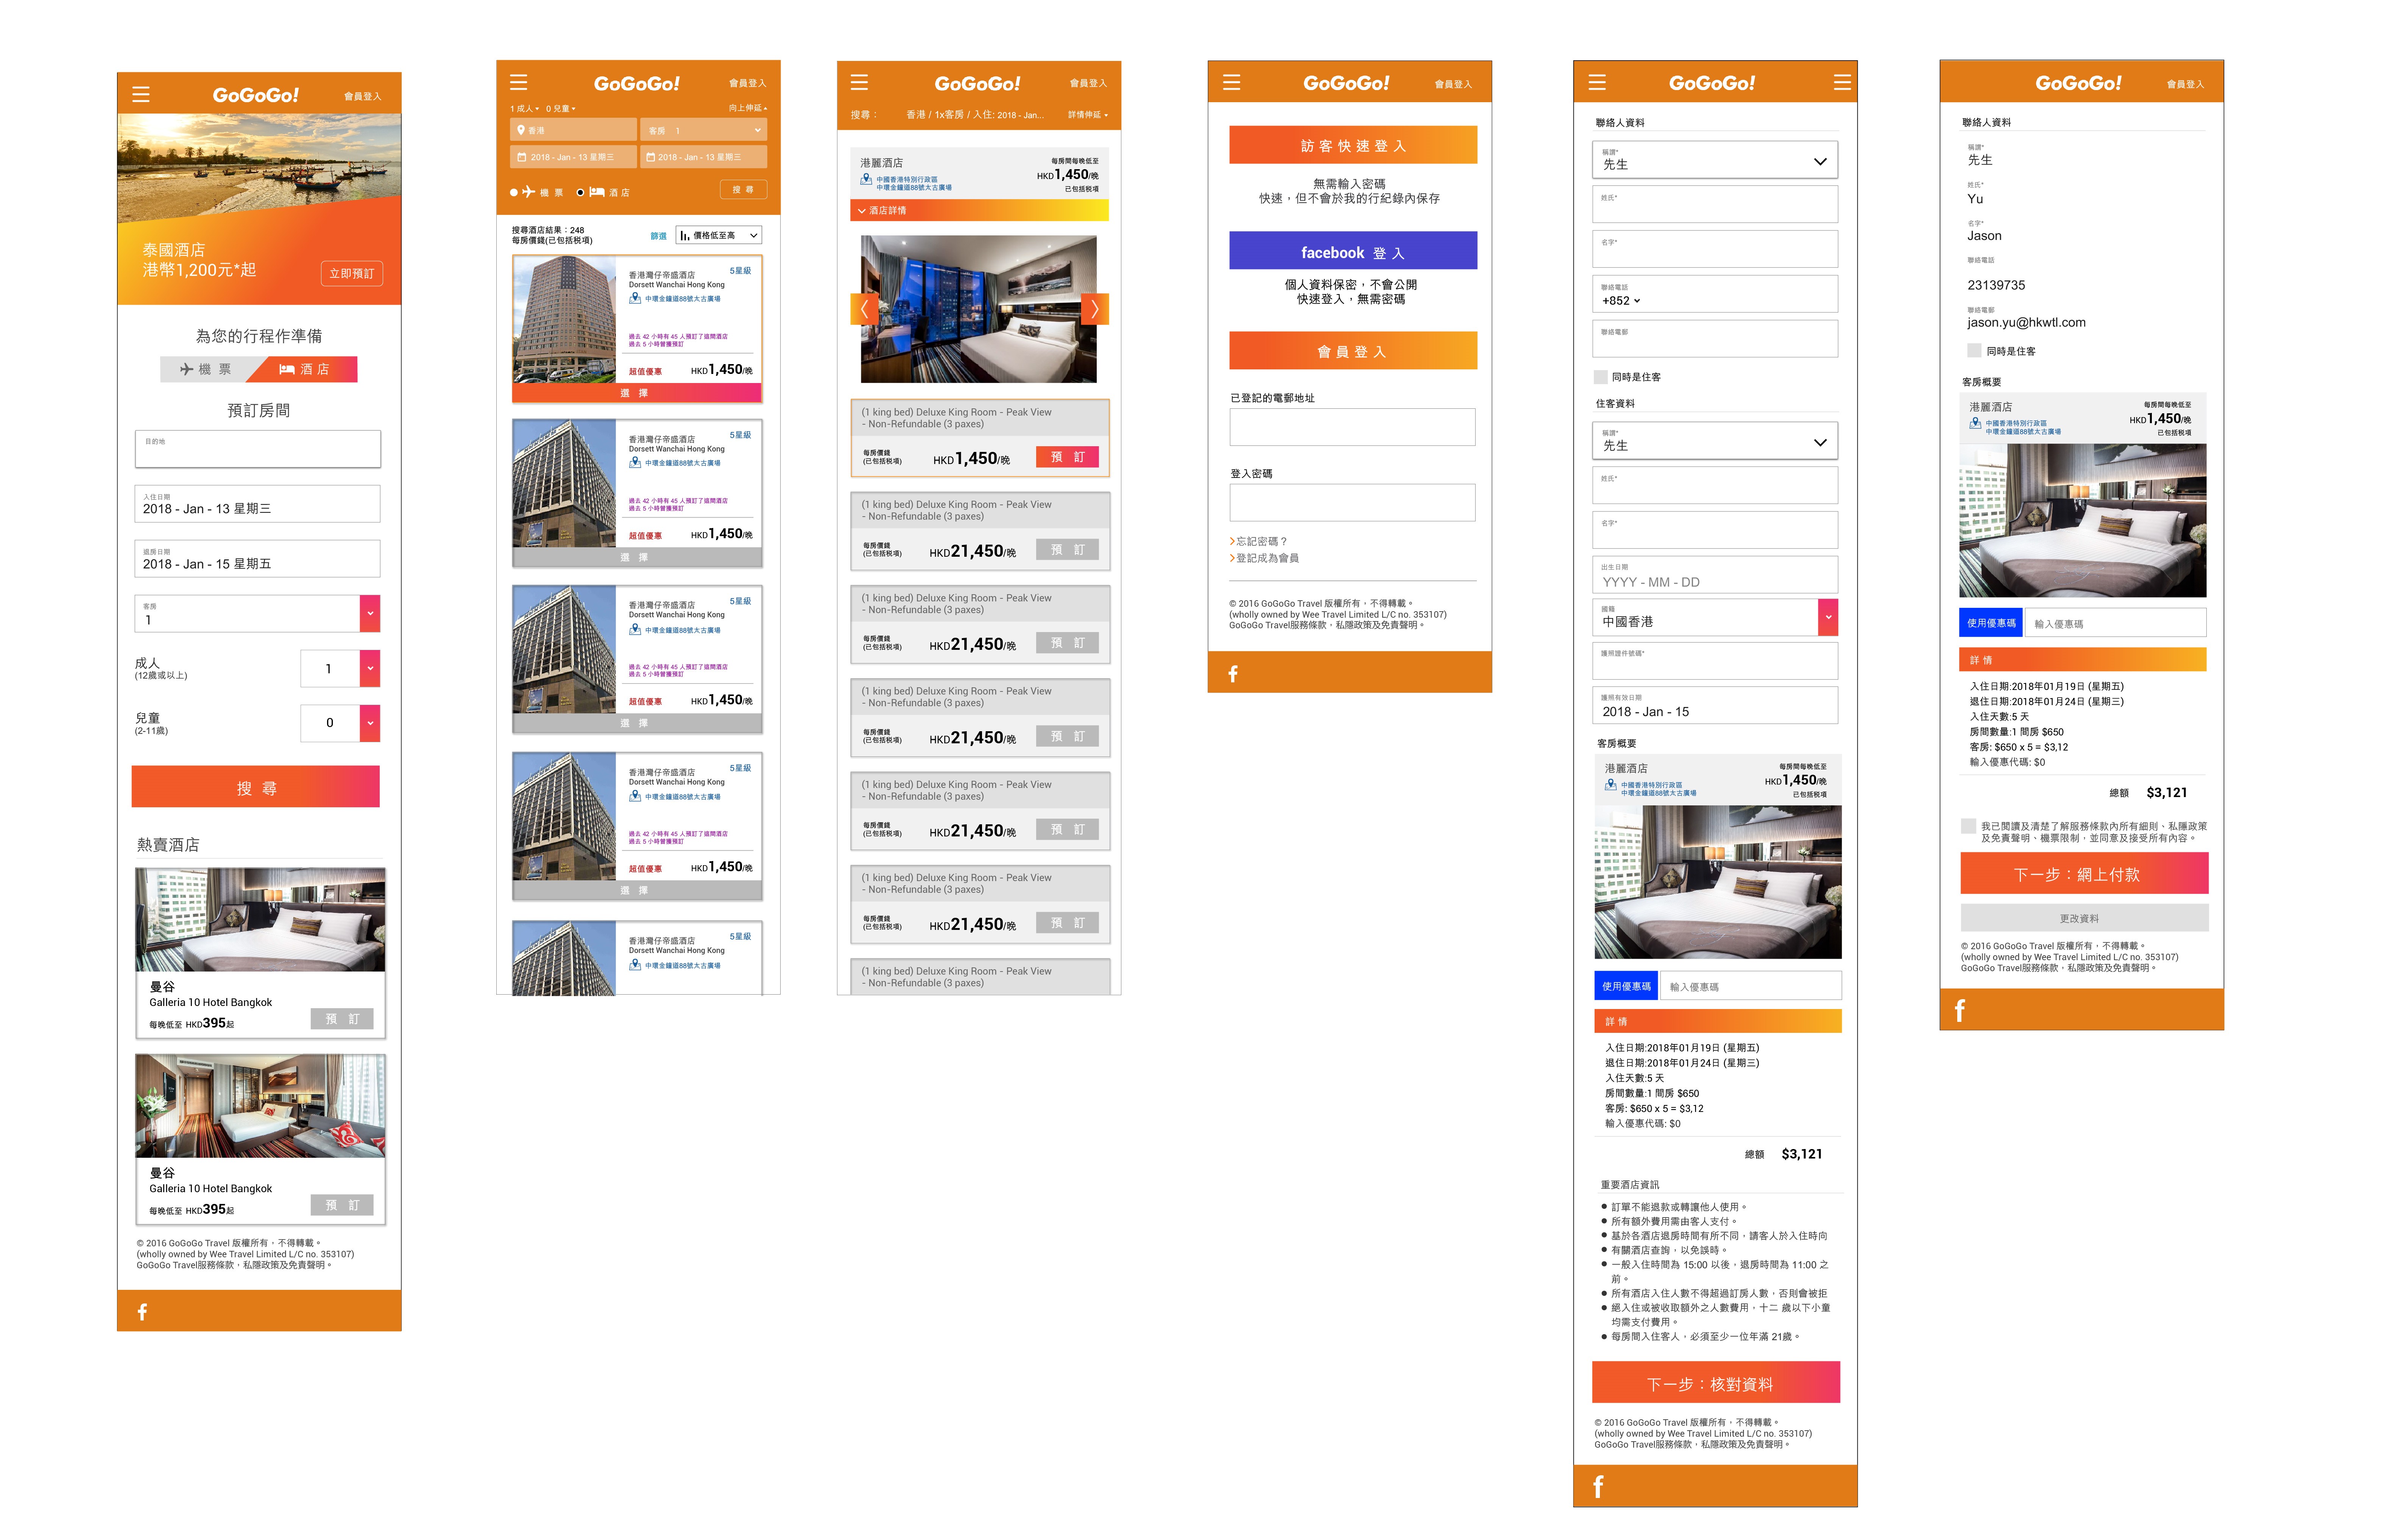 GoGoGo!
會員登入
泰國酒店
港幣1,200元*起
立即預訂
為您的行程作準備
機 票
酒 店
預訂房間
目的地
入住日期
2018 - Jan - 13 星期三
退房日期
2018 - Jan - 15 星期五
客房
1
成人
(12歲或以上)
1
兒童
(2-11歲)
0
搜 尋
熱賣酒店
曼谷
Galleria 10 Hotel Bangkok
每晚低至 HKD395起
預 訂
曼谷
Galleria 10 Hotel Bangkok
每晚低至 HKD395起
預 訂
© 2016 GoGoGo Travel 版權所有，不得轉載。
(wholly owned by Wee Travel Limited L/C no. 353107)
GoGoGo Travel服務條款，私隱政策及免責聲明。
f
GoGoGo!
會員登入
1 成人
0 兒童
向上伸延
香港
客房 1
2018 - Jan - 13 星期三
2018 - Jan - 13 星期三
機 票
酒 店
搜 尋
搜尋酒店結果：248
每房價錢(已包括税項)
篩選
價格低至高
香港灣仔帝盛酒店
5星級
Dorsett Wanchai Hong Kong
中環金鐘道88號太古廣場
過去 42 小時有 45 人預訂了這間酒店
過去 5 小時曾獲預訂
超值優惠
HKD1,450/晚
選 擇
香港灣仔帝盛酒店
5星級
Dorsett Wanchai Hong Kong
中環金鐘道88號太古廣場
過去 42 小時有 45 人預訂了這間酒店
過去 5 小時曾獲預訂
超值優惠
HKD1,450/晚
選 擇
香港灣仔帝盛酒店
5星級
Dorsett Wanchai Hong Kong
中環金鐘道88號太古廣場
過去 42 小時有 45 人預訂了這間酒店
過去 5 小時曾獲預訂
超值優惠
HKD1,450/晚
選 擇
香港灣仔帝盛酒店
5星級
Dorsett Wanchai Hong Kong
中環金鐘道88號太古廣場
過去 42 小時有 45 人預訂了這間酒店
過去 5 小時曾獲預訂
超值優惠
HKD1,450/晚
選 擇
香港灣仔帝盛酒店
5星級
Dorsett Wanchai Hong Kong
中環金鐘道88號太古廣場
GoGoGo!
會員登入
搜尋：
香港 / 1x客房 / 入住: 2018 - Jan...
詳情伸延
港麗酒店
中國香港特別行政區
中環金鐘道88號太古廣場
每房間每晚低至
HKD1,450/晚
已包括税項
酒店詳情
(1 king bed) Deluxe King Room - Peak View
- Non-Refundable (3 paxes)
每房價錢
(已包括税項)
HKD1,450/晚
預 訂
(1 king bed) Deluxe King Room - Peak View
- Non-Refundable (3 paxes)
每房價錢
(已包括税項)
HKD21,450/晚
預 訂
(1 king bed) Deluxe King Room - Peak View
- Non-Refundable (3 paxes)
每房價錢
(已包括税項)
HKD21,450/晚
預 訂
(1 king bed) Deluxe King Room - Peak View
- Non-Refundable (3 paxes)
每房價錢
(已包括税項)
HKD21,450/晚
預 訂
(1 king bed) Deluxe King Room - Peak View
- Non-Refundable (3 paxes)
每房價錢
(已包括税項)
HKD21,450/晚
預 訂
(1 king bed) Deluxe King Room - Peak View
- Non-Refundable (3 paxes)
每房價錢
(已包括税項)
HKD21,450/晚
預 訂
(1 king bed) Deluxe King Room - Peak View
- Non-Refundable (3 paxes)
GoGoGo!
會員登入
訪客快速登入
無需輸入密碼
快速，但不會於我的行紀錄內保存
facebook 登 入
個人資料保密，不會公開
快速登入，無需密碼
會員登入
已登記的電郵地址
登入密碼
忘記密碼？
登記成為會員
© 2016 GoGoGo Travel 版權所有，不得轉載。
(wholly owned by Wee Travel Limited L/C no. 353107)
GoGoGo Travel服務條款，私隱政策及免責聲明。
f
GoGoGo!
聯絡人資料
稱謂*
先生
姓氏*
名字*
聯絡電話
+852
聯絡電郵
同時是住客
住客資料
稱謂*
先生
姓氏*
名字*
出生日期
YYYY - MM - DD
國籍
中國香港
護照證件號碼*
護照有效日期
2018 - Jan - 15
客房概要
港麗酒店
中國香港特別行政區
中環金鐘道88號太古廣場
每房間每晚低至
HKD1,450/晚
已包括税項
使用優惠碼
輸入優惠碼
詳 情
入住日期:2018年01月19日 (星期五)
退住日期:2018年01月24日 (星期三)
入住天數:5 天
房間數量:1 間房 $650
客房: $650 x 5 = $3,12
輸入優惠代碼: $0
總額 $3,121
重要酒店資訊
● 訂單不能退款或轉讓他人使用。
● 所有額外費用需由客人支付。
● 基於各酒店退房時間有所不同，請客人於入住時向
● 有關酒店查詢，以免誤時。
● 一般入住時間為 15:00 以後，退房時間為 11:00 之
前。
● 所有酒店入住人數不得超過訂房人數，否則會被拒
● 絕入住或被收取額外之人數費用，十二 歲以下小童
均需支付費用。
● 每房間入住客人，必須至少一位年滿 21歲。
下一步：核對資料
© 2016 GoGoGo Travel 版權所有，不得轉載。
(wholly owned by Wee Travel Limited L/C no. 353107)
GoGoGo Travel服務條款，私隱政策及免責聲明。
f
GoGoGo!
會員登入
聯絡人資料
稱謂*
先生
姓氏*
Yu
名字*
Jason
聯絡電話
23139735
聯絡電郵
jason.yu@hkwtl.com
同時是住客
客房概要
港麗酒店
中國香港特別行政區
中環金鐘道88號太古廣場
每房間每晚低至
HKD1,450/晚
已包括税項
使用優惠碼
輸入優惠碼
詳 情
入住日期:2018年01月19日 (星期五)
退住日期:2018年01月24日 (星期三)
入住天數:5 天
房間數量:1 間房 $650
客房: $650 x 5 = $3,12
輸入優惠代碼: $0
總額 $3,121
我已閱讀及清楚了解服務條款內所有細則、私隱政策
及免責聲明、機票限制，並同意及接受所有內容。
下一步：網上付款
更改資料
© 2016 GoGoGo Travel 版權所有，不得轉載。
(wholly owned by Wee Travel Limited L/C no. 353107)
GoGoGo Travel服務條款，私隱政策及免責聲明。
f